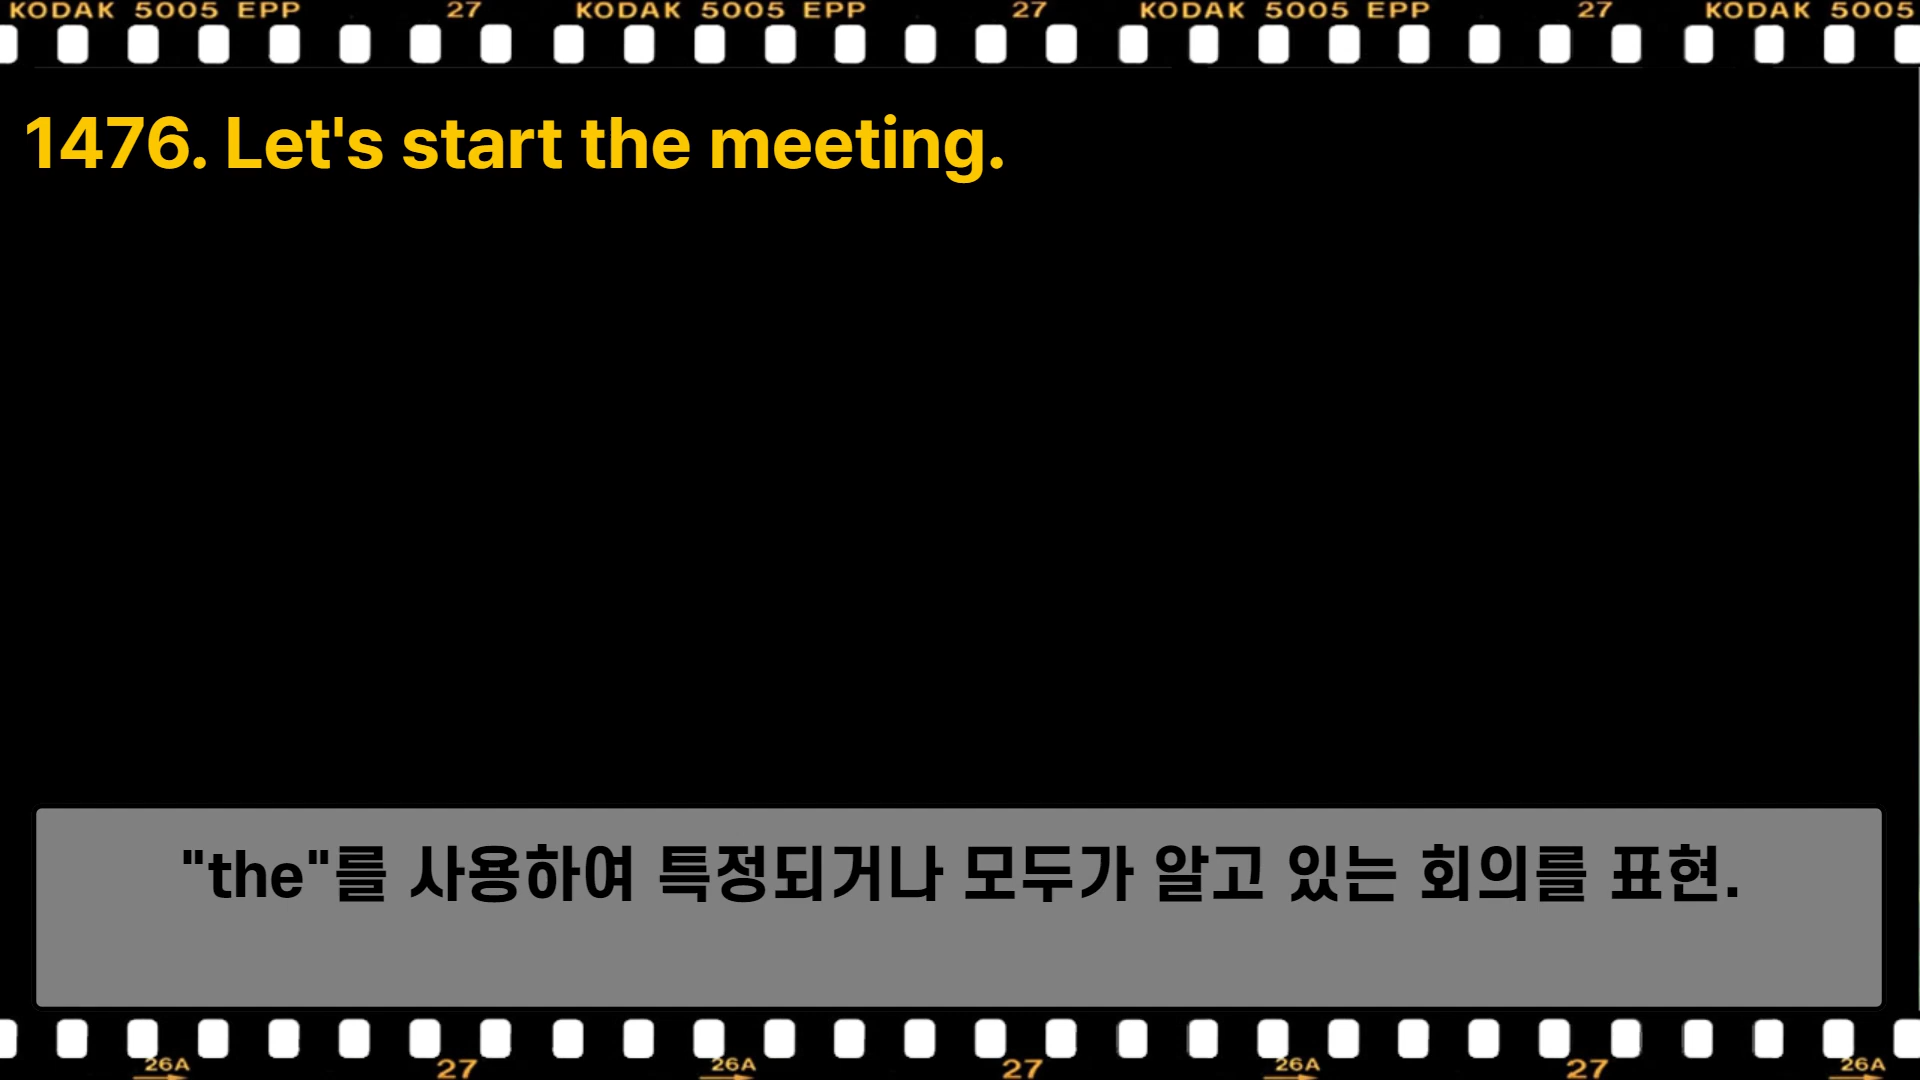 KODAK 5005 EPP 27 KODAK 5005 EPP 27 KODAK 5005 EPP 27 KODAK 5005
1476. Let's start the meeting.
"the"를 사용하여 특정되거나 모두가 알고 있는 회의를 표현.
26A 27 26A 27 26A 27 26A